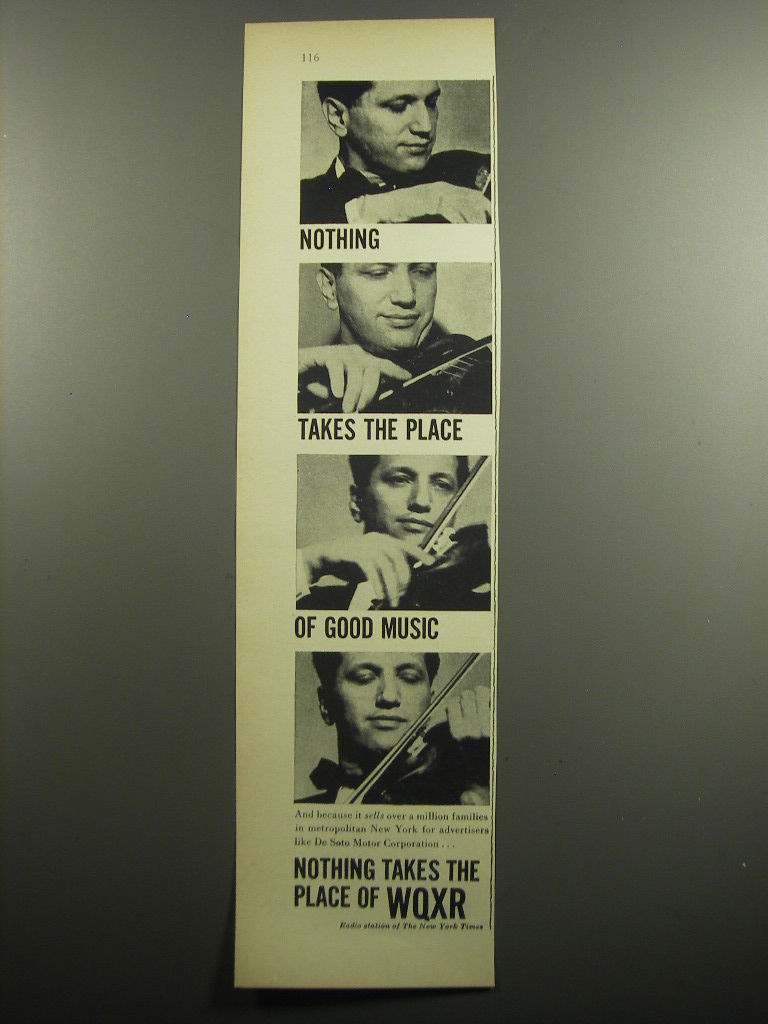 116
NOTHING
TAKES THE PLACE
OF GOOD MUSIC
And because it sells over a million families
in metropolitan New York for advertisers
like De Soto Motor Corporation . . .
NOTHING TAKES THE
PLACE OF WQXR
Radio station of The New York Times